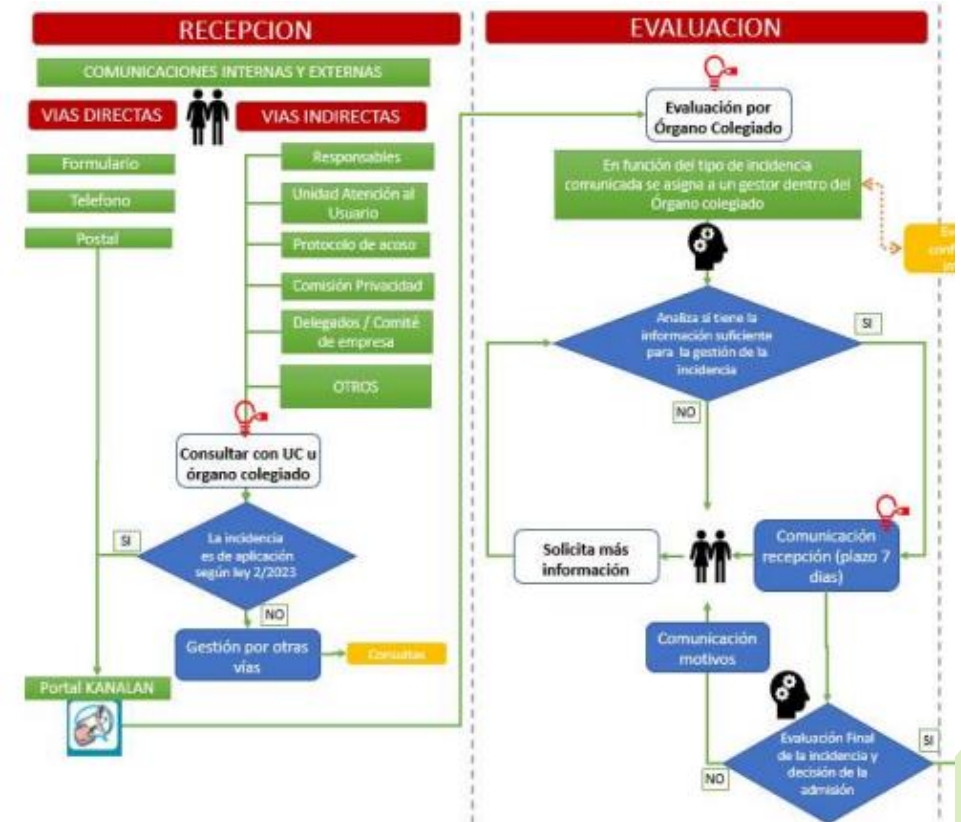 RECEPCION
COMUNICACIONES INTERNAS Y EXTERNAS
VIAS DIRECTAS
VIAS INDIRECTAS
Formulario
Telefono
Postal
Responsables
Unidad Atención al
Usuario
Protocolo de acoso
Comisión Privacidad
Delegados / Comité
de empresa
OTROS
Consultar con UC u
órgano colegiado
La incidencia
es de aplicación
según ley 2/2023
SI
NO
Gestión por otras
vías
Consultas
Portal KANALAN
EVALUACION
Evaluación por
Órgano Colegiado
En función del tipo de incidencia
comunicada se asigna a un gestor dentro del
Órgano colegiado
Analiza si tiene la
información suficiente
para la gestión de la
incidencia
SI
NO
Solicita más
información
Comunicación
recepción (plazo 7
dias)
Comunicación
motivos
Evaluación Final
de la incidencia y
decisión de la
admisión
NO
SI